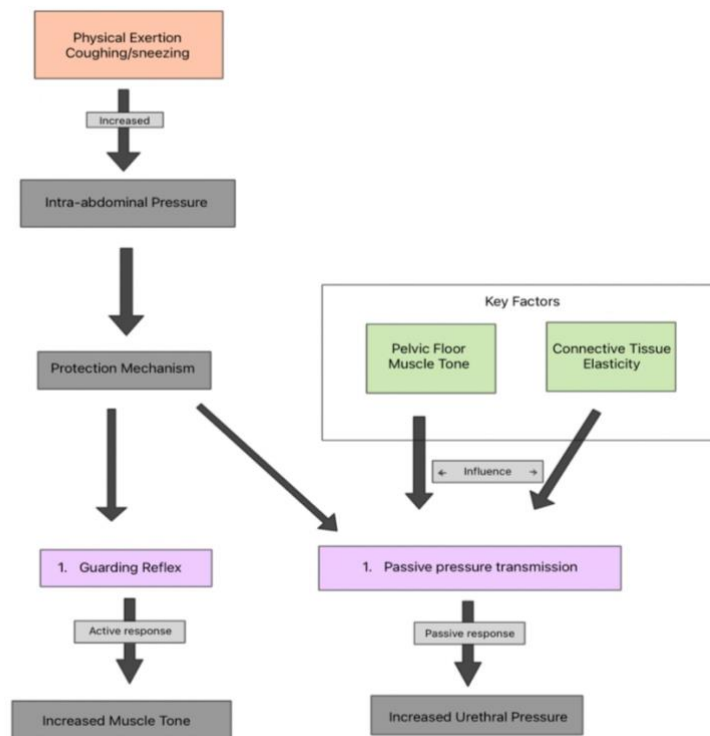 Physical Exertion
Coughing/sneezing
Increased
Intra-abdominal Pressure
Key Factors
Pelvic Floor
Muscle Tone
Connective Tissue
Elasticity
Protection Mechanism
← Influence →
1. Guarding Reflex
1. Passive pressure transmission
Active response
Passive response
Increased Muscle Tone
Increased Urethral Pressure